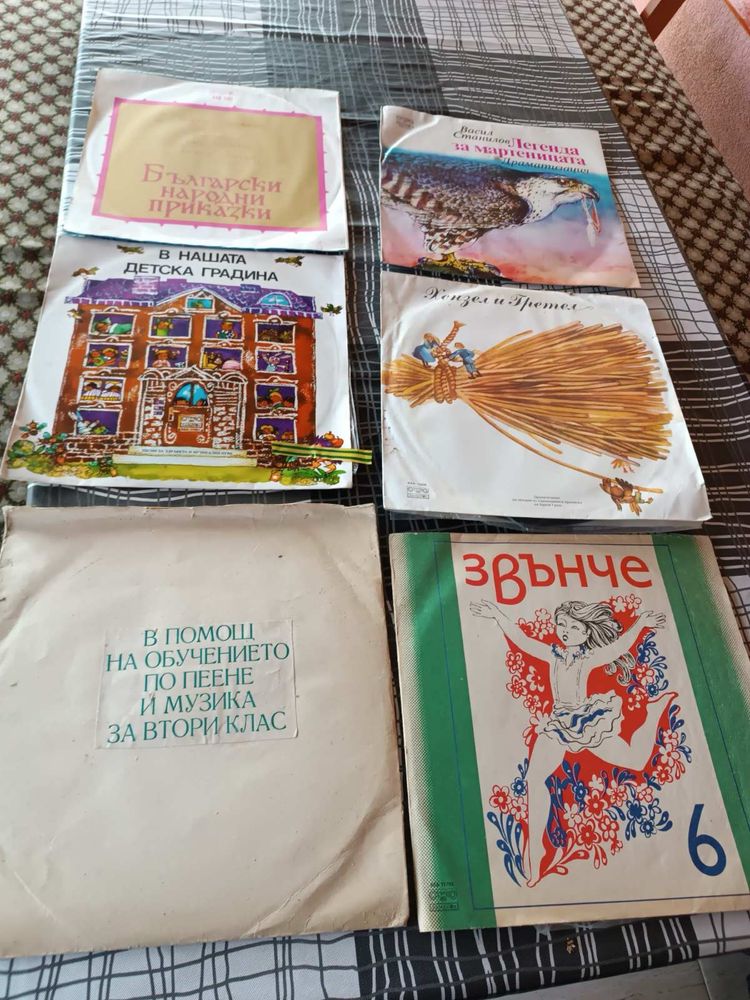 Български
народни
приказки
Васил
Станилов
Легенда
за мартеницата
Драматизация
В НАШАТА
ДЕТСКА ГРАДИНА
Хензел и Гретел
В ПОМОЩ
НА ОБУЧЕНИЕТО
ПО ПЕЕНЕ
И МУЗИКА
ЗА ВТОРИ КЛАС
ЗВЪНЧЕ
6